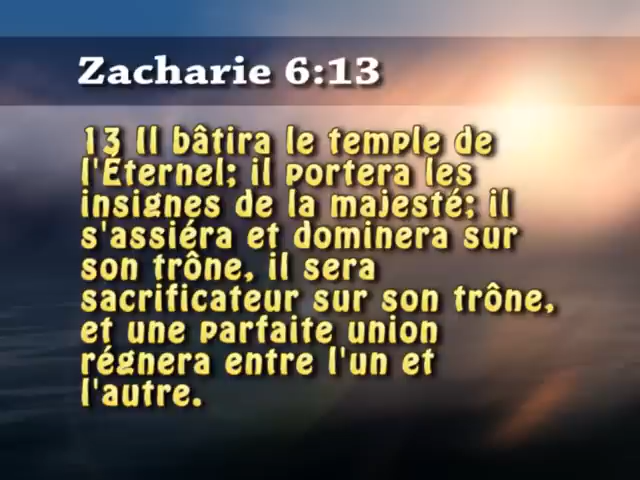 Zacharie 6:13
13 Il bâtira le temple de
l'Éternel; il portera les
insignes de la majesté; il
s'assiéra et dominera sur
son trône, il sera
sacrificateur sur son trône,
et une parfaite union
régnera entre l'un et
l'autre.